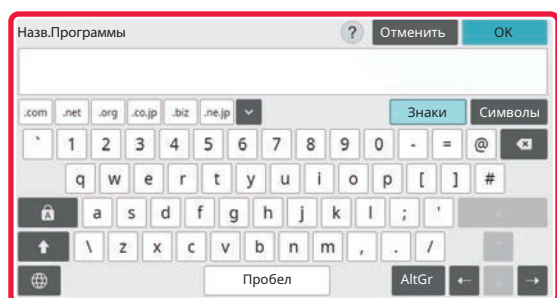 Назв.Программы ? Отменить OK
.com .net .org .co.jp .biz .ne.jp Знаки Символы
` 1 2 3 4 5 6 7 8 9 0 - = @
q w e r t y u i o p [ ] #
A a s d f g h j k l ; '
\ z x c v b n m , . /
Пробел AltGr